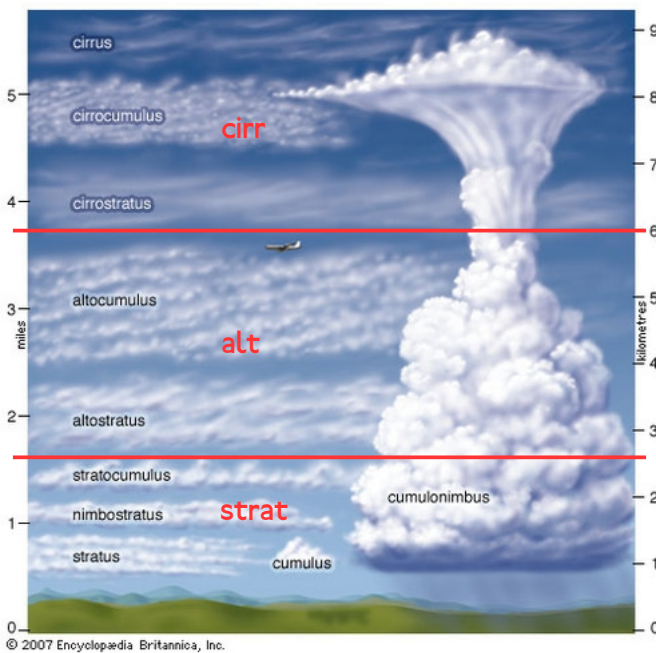 9
cirrus
5
8
cirrocumulus
cirr
7
4
cirrostratus
6
altocumulus
5
3
miles
kilometres
alt
4
2
altostratus
3
stratocumulus
cumulonimbus
2
nimbostratus
strat
1
stratus
cumulus
1
0
0
© 2007 Encyclopædia Britannica, Inc.